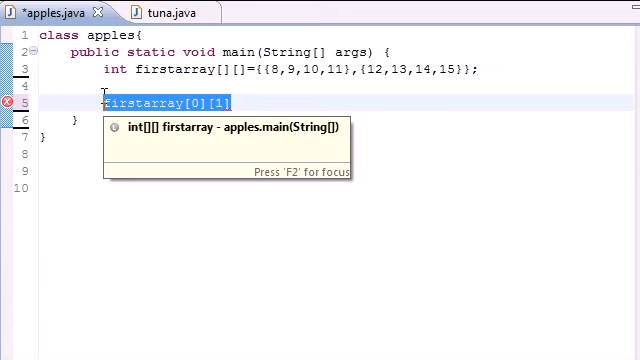 *apples.java tuna.java
1 class apples{
2 public static void main(String[] args) {
3 int firstarray[][]={{8,9,10,11},{12,13,14,15}};
4
5 firstarray[0][1]
6 }
7 }
8
9
10
int[][] firstarray - apples.main(String[])
Press 'F2' for focus